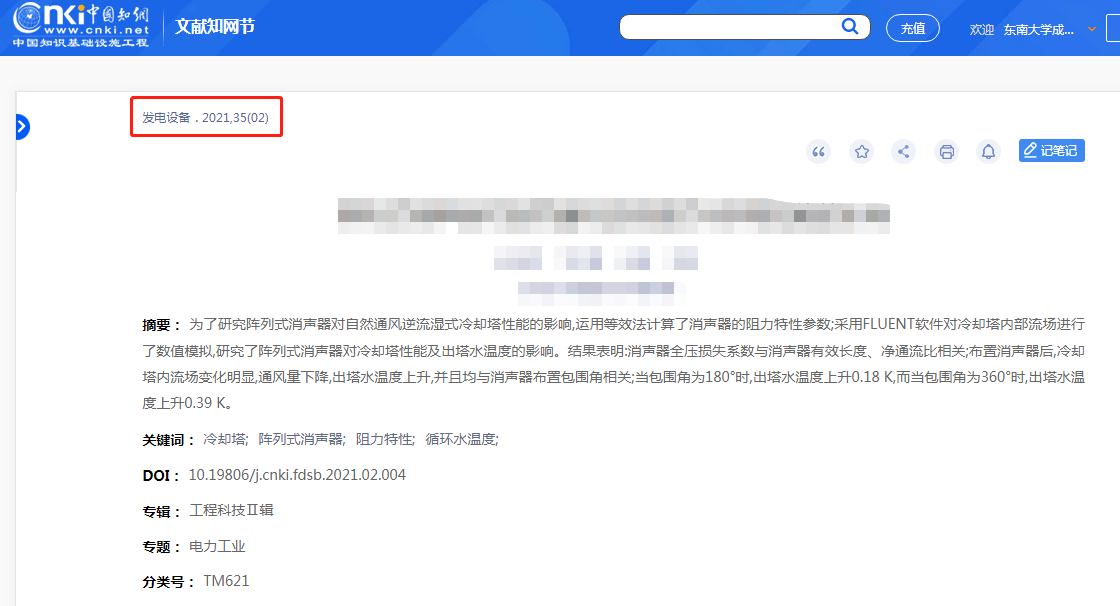 Cnki中国知网
www.cnki.net
中国知识基础设施工程
文献知网节
充值
欢迎 东南大学成...
发电设备 . 2021,35(02)
记笔记
摘要： 为了研究阵列式消声器对自然通风逆流湿式冷却塔性能的影响,运用等效法计算了消声器的阻力特性参数;采用FLUENT软件对冷却塔内部流场进行
了数值模拟,研究了阵列式消声器对冷却塔性能及出塔水温度的影响。结果表明:消声器全压损失系数与消声器有效长度、净通流比相关;布置消声器后,冷却
塔内流场变化明显,通风量下降,出塔水温度上升,并且均与消声器布置包围角相关;当包围角为180°时,出塔水温度上升0.18 K,而当包围角为360°时,出塔水温
度上升0.39 K。
关键词： 冷却塔; 阵列式消声器; 阻力特性; 循环水温度;
DOI： 10.19806/j.cnki.fdsb.2021.02.004
专辑： 工程科技Ⅱ辑
专题： 电力工业
分类号： TM621